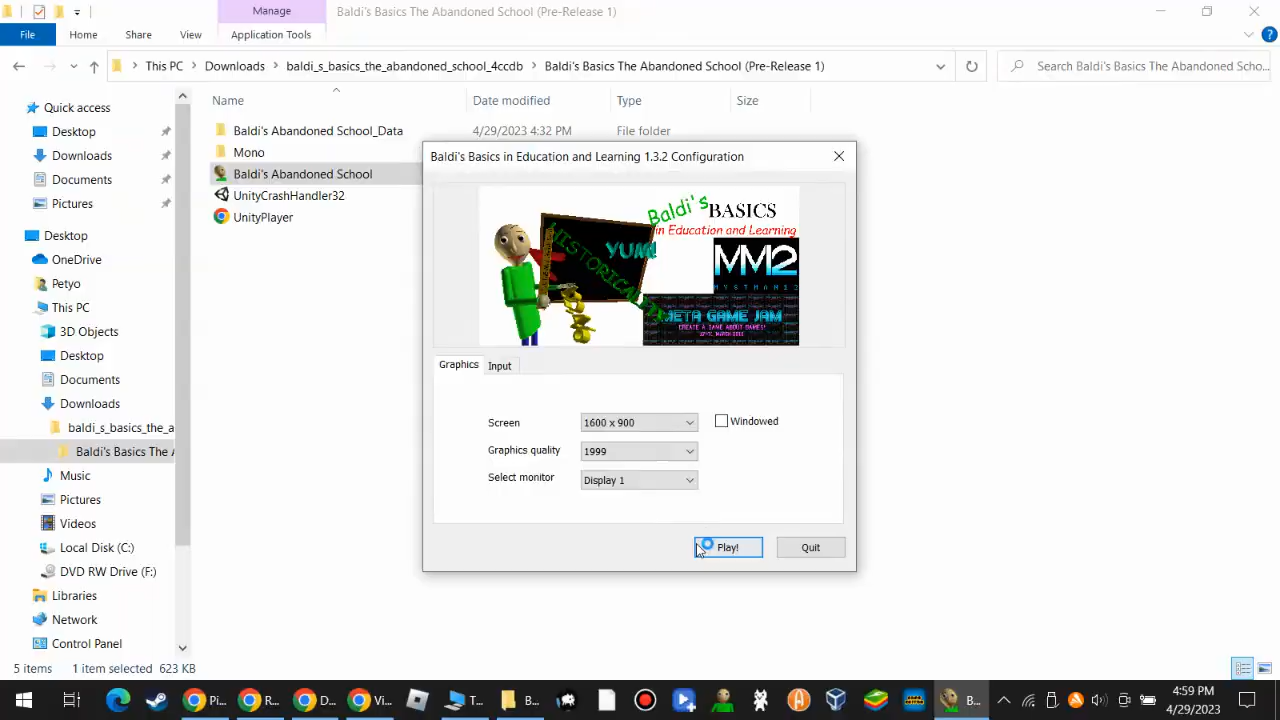 Manage
Baldi's Basics The Abandoned School (Pre-Release 1)
File
Home
Share
View
Application Tools
This PC
Downloads
baldi_s_basics_the_abandoned_school_4ccdb
Baldi's Basics The Abandoned School (Pre-Release 1)
Search Baldi's Basics The Abandoned Scho...
Name
Date modified
Type
Size
Quick access
Desktop
Downloads
Documents
Pictures
Desktop
OneDrive
Petyo
This PC
3D Objects
Desktop
Documents
Downloads
baldi_s_basics_the_a
Baldi's Basics The A
Music
Pictures
Videos
Local Disk (C:)
DVD RW Drive (F:)
Libraries
Network
Control Panel
Baldi's Abandoned School_Data
4/29/2023 4:32 PM
File folder
Mono
Baldi's Abandoned School
UnityCrashHandler32
UnityPlayer
Baldi's Basics in Education and Learning 1.3.2 Configuration
Baldi's
BASICS
in Education and Learning
YUM!
MM2
MYSTMAN12
META GAME JAM
CREATE A GAME ABOUT GAMES!
Graphics
Input
Screen
1600 x 900
Windowed
Graphics quality
1999
Select monitor
Display 1
Play!
Quit
5 items
1 item selected 623 KB
Pi...
R...
D...
Vi...
T...
B...
B...
4:59 PM
4/29/2023